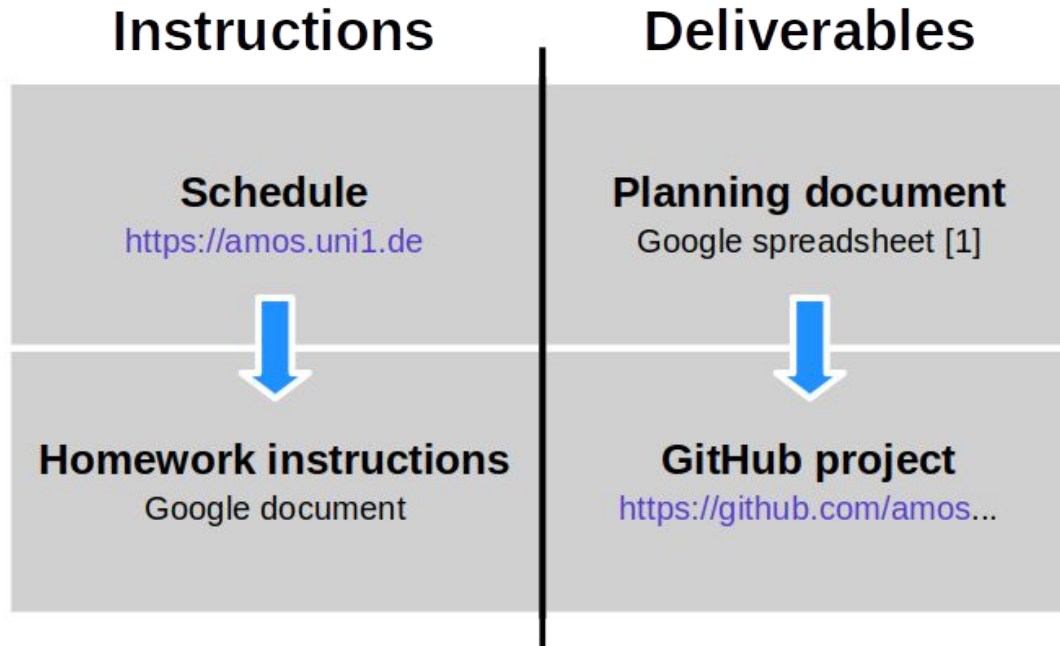 Instructions
Schedule
https://amos.uni1.de
Homework instructions
Google document
Deliverables
Planning document
Google spreadsheet [1]
GitHub project
https://github.com/amos...